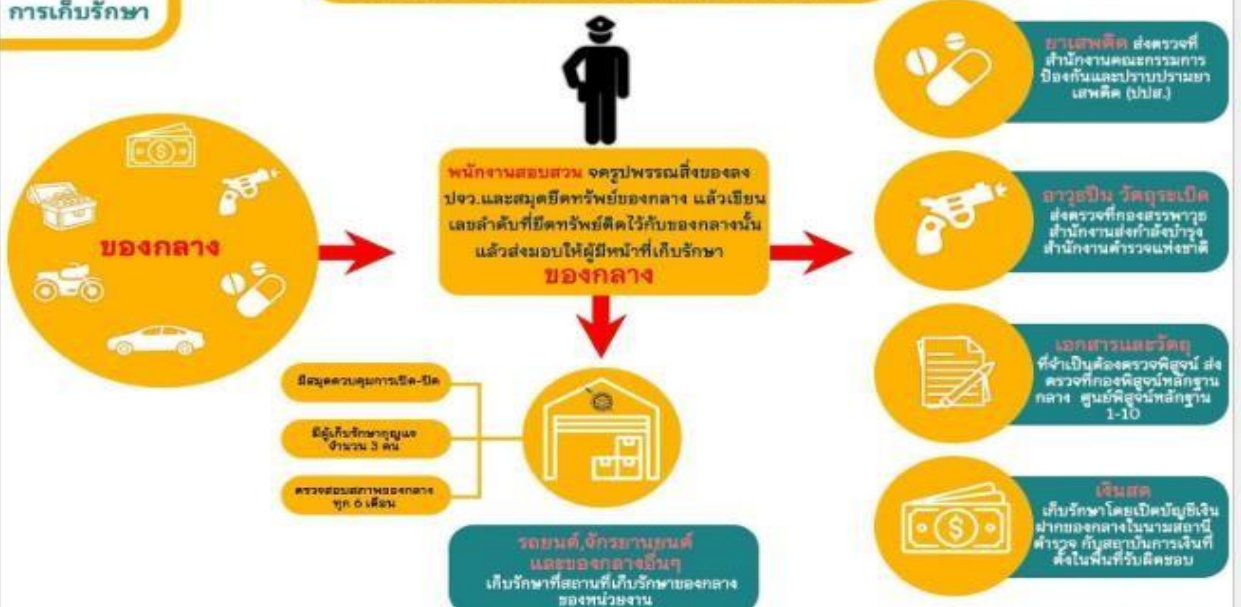 การเก็บรักษา
ของกลาง
พนักงานสอบสวน จดรูปพรรณสิ่งของลง
ปจว.และสมุดยึดทรัพย์ของกลาง แล้วเขียน
เลขลำดับที่ยึดทรัพย์ติดไว้กับของกลางนั้น
แล้วส่งมอบให้ผู้มีหน้าที่เก็บรักษา
ของกลาง
มีสมุดควบคุมการเปิด-ปิด
มีผู้เก็บรักษากุญแจ
จำนวน 3 คน
ตรวจสอบสภาพของกลาง
ทุก 6 เดือน
รถยนต์,จักรยานยนต์
และของกลางอื่นๆ
เก็บรักษาที่สถานที่เก็บรักษาของกลาง
ของหน่วยงาน
ยาเสพติด ส่งตรวจที่
สำนักงานคณะกรรมการ
ป้องกันและปราบปรามยา
เสพติด (ปปส.)
อาวุธปืน วัตถุระเบิด
ส่งตรวจที่กองสรรพาวุธ
สำนักงานส่งกำลังบำรุง
สำนักงานตำรวจแห่งชาติ
เอกสารและวัตถุ
ที่จำเป็นต้องตรวจพิสูจน์ ส่ง
ตรวจที่กองพิสูจน์หลักฐาน
กลาง ศูนย์พิสูจน์หลักฐาน
1-10
เงินสด
เก็บรักษาโดยเปิดบัญชีเงิน
ฝากของกลางในนามสถานี
ตำรวจ กับสถาบันการเงินที่
ตั้งในพื้นที่รับผิดชอบ